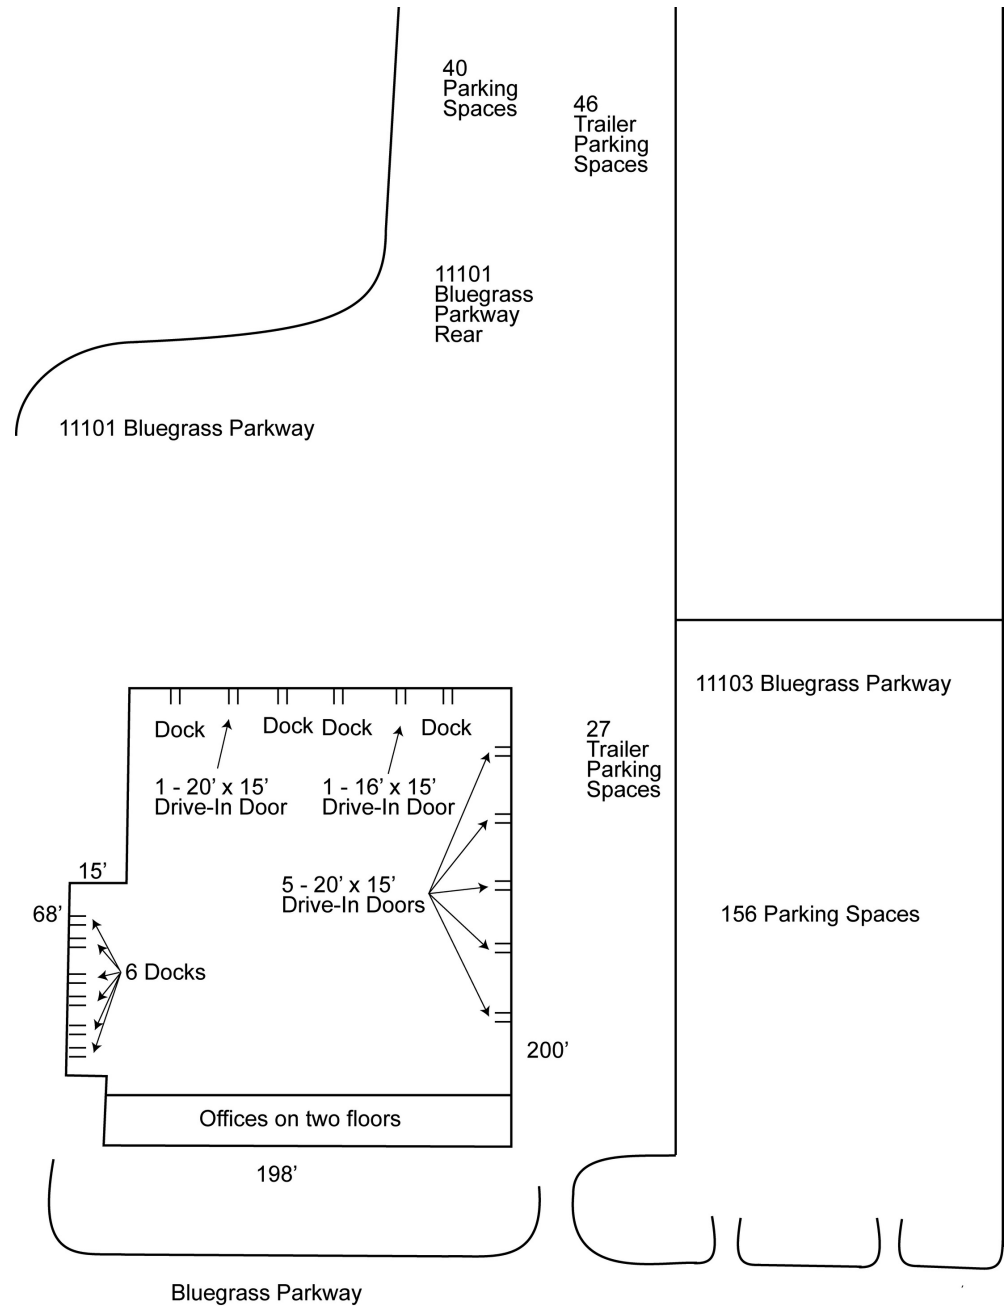 40
Parking
Spaces
46
Trailer
Parking
Spaces
11101
Bluegrass
Parkway
Rear
11101 Bluegrass Parkway
11103 Bluegrass Parkway
Dock
Dock
Dock
Dock
1 - 20’ x 15’
Drive-In Door
1 - 16’ x 15’
Drive-In Door
27
Trailer
Parking
Spaces
15’
68’
5 - 20’ x 15’
Drive-In Doors
156 Parking Spaces
6 Docks
200’
Offices on two floors
198’
Bluegrass Parkway